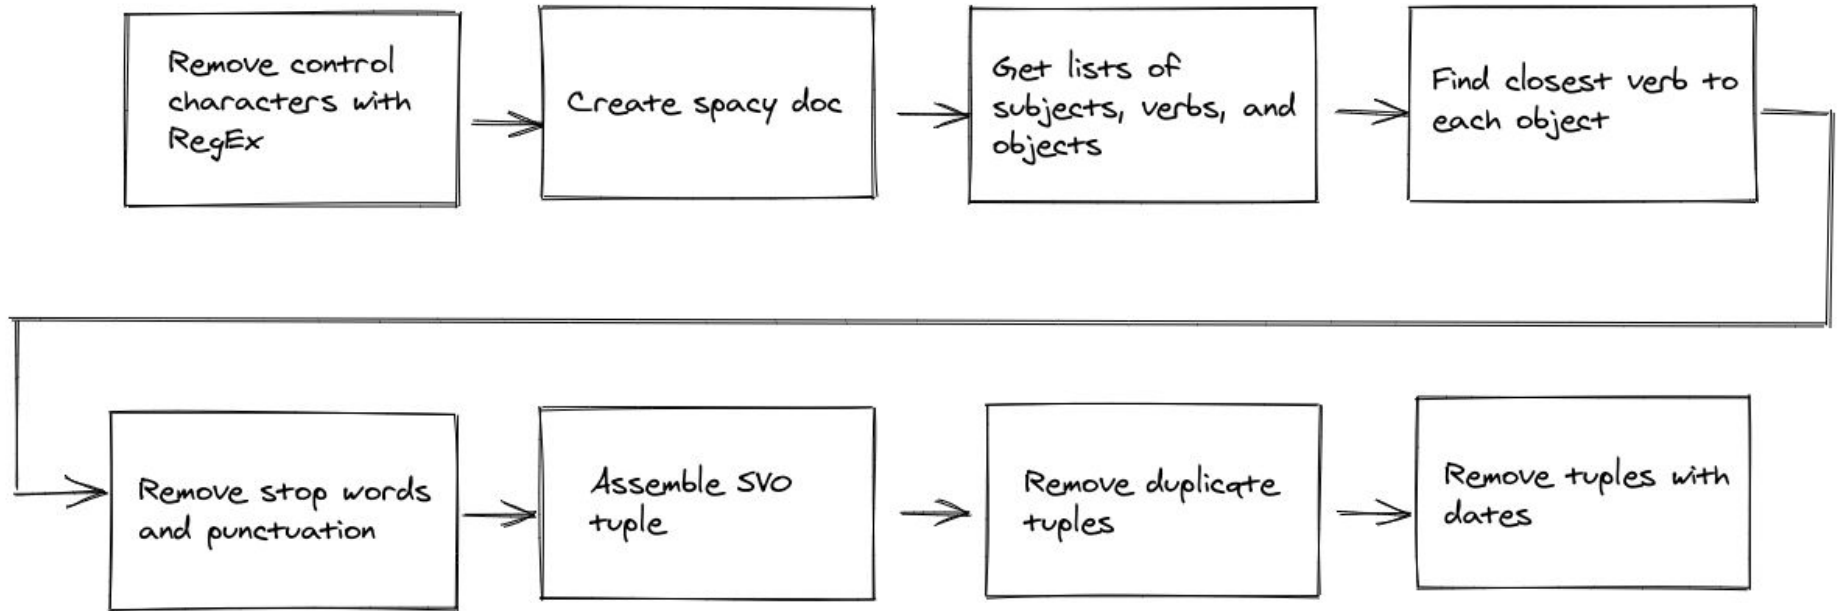 Remove control
characters with
RegEx
Create spacy doc
Get lists of
subjects, verbs, and
objects
Find closest verb to
each object
Remove stop words
and punctuation
Assemble SVO
tuple
Remove duplicate
tuples
Remove tuples with
dates